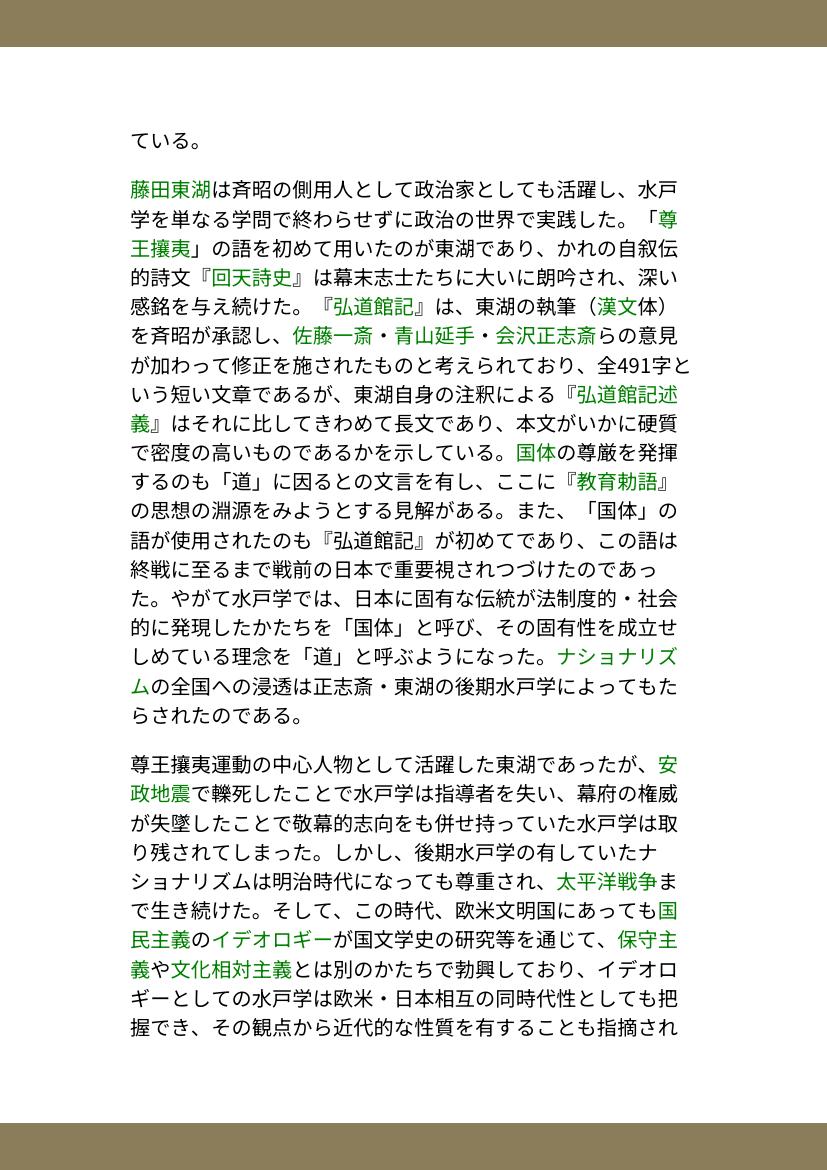 ている。
藤田東湖は斉昭の側用人として政治家としても活躍し、水戸
学を単なる学問で終わらせずに政治の世界で実践した。「尊
王攘夷」の語を初めて用いたのが東湖であり、かれの自叙伝
的詩文『回天詩史』は幕末志士たちに大いに朗吟され、深い
感銘を与え続けた。『弘道館記』は、東湖の執筆（漢文体）
を斉昭が承認し、佐藤一斎・青山延手・会沢正志斎らの意見
が加わって修正を施されたものと考えられており、全491字と
いう短い文章であるが、東湖自身の注釈による『弘道館記述
義』はそれに比してきわめて長文であり、本文がいかに硬質
で密度の高いものであるかを示している。国体の尊厳を発揮
するのも「道」に因るとの文言を有し、ここに『教育勅語』
の思想の淵源をみようとする見解がある。また、「国体」の
語が使用されたのも『弘道館記』が初めてであり、この語は
終戦に至るまで戦前の日本で重要視されつづけたのであっ
た。やがて水戸学では、日本に固有な伝統が法制度的・社会
的に発現したかたちを「国体」と呼び、その固有性を成立せ
しめている理念を「道」と呼ぶようになった。ナショナリズ
ムの全国への浸透は正志斎・東湖の後期水戸学によってもた
らされたのである。
尊王攘夷運動の中心人物として活躍した東湖であったが、安
政地震で轢死したことで水戸学は指導者を失い、幕府の権威
が失墜したことで敬幕的志向をも併せ持っていた水戸学は取
り残されてしまった。しかし、後期水戸学の有していたナ
ショナリズムは明治時代になっても尊重され、太平洋戦争ま
で生き続けた。そして、この時代、欧米文明国にあっても国
民主義のイデオロギーが国文学史の研究等を通じて、保守主
義や文化相対主義とは別のかたちで勃興しており、イデオロ
ギーとしての水戸学は欧米・日本相互の同時代性としても把
握でき、その観点から近代的な性質を有することも指摘され